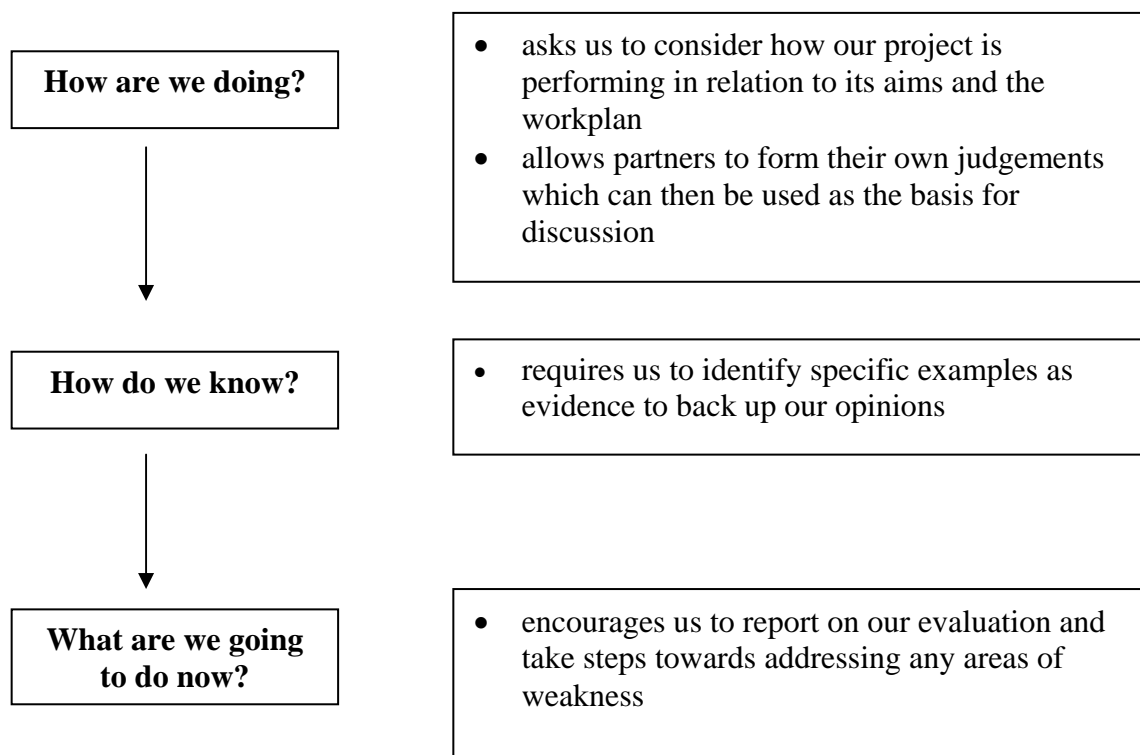 How are we doing?
• asks us to consider how our project is
performing in relation to its aims and the
workplan
• allows partners to form their own judgements
which can then be used as the basis for
discussion
How do we know?
• requires us to identify specific examples as
evidence to back up our opinions
What are we going
to do now?
• encourages us to report on our evaluation and
take steps towards addressing any areas of
weakness